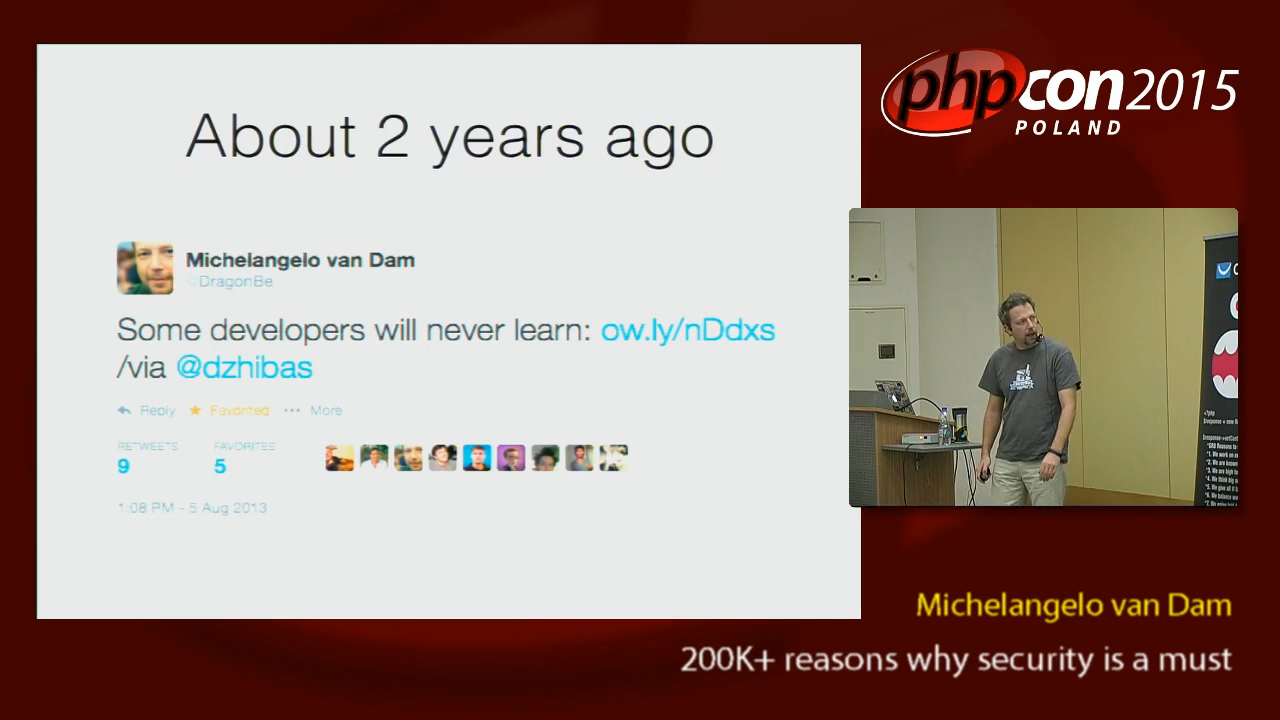 About 2 years ago
Michelangelo van Dam
@DragonBe
Some developers will never learn: ow.ly/nDdxs
/via @dzhibas
Reply Favorited More
RETWEETS FAVORITES
9 5
1:08 PM - 5 Aug 2013
phpcon2015
POLAND
<?php
Michelangelo van Dam
200K+ reasons why security is a must